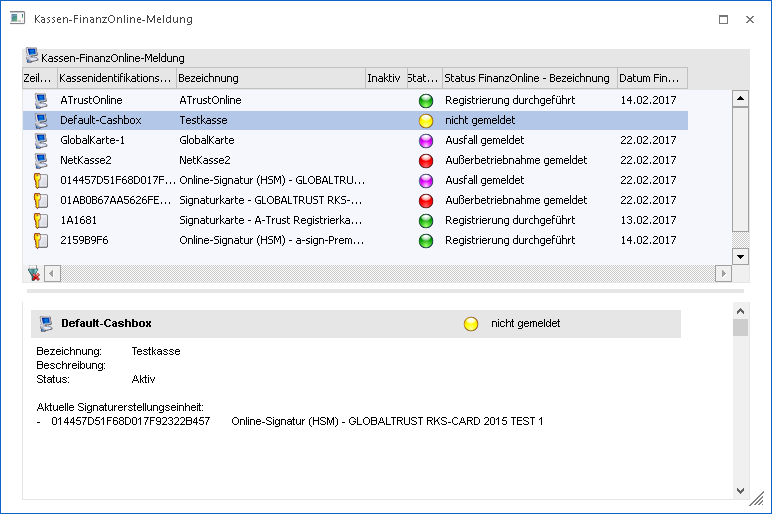 Kassen-FinanzOnline-Meldung
Kassen-FinanzOnline-Meldung
Zeil... Kassenidentifikations... Bezeichnung Inaktiv Stat... Status FinanzOnline - Bezeichnung Datum Fin...
ATrustOnline ATrustOnline Registrierung durchgeführt 14.02.2017
Default-Cashbox Testkasse nicht gemeldet
GlobalKarte-1 GlobalKarte Ausfall gemeldet 22.02.2017
NetKasse2 NetKasse2 Außerbetriebnahme gemeldet 22.02.2017
014457D51F68D017F... Online-Signatur (HSM) - GLOBALTRU... Ausfall gemeldet 22.02.2017
01AB0B67AA5626FE... Signaturkarte - GLOBALTRUST RKS-... Außerbetriebnahme gemeldet 22.02.2017
1A1681 Signaturkarte - A-Trust Registrierka... Registrierung durchgeführt 13.02.2017
2159B9F6 Online-Signatur (HSM) - a-sign-Prem... Registrierung durchgeführt 14.02.2017
Default-Cashbox nicht gemeldet
Bezeichnung: Testkasse
Beschreibung:
Status: Aktiv
Aktuelle Signaturerstellungseinheit:
- 014457D51F68D017F92322B457 Online-Signatur (HSM) - GLOBALTRUST RKS-CARD 2015 TEST 1